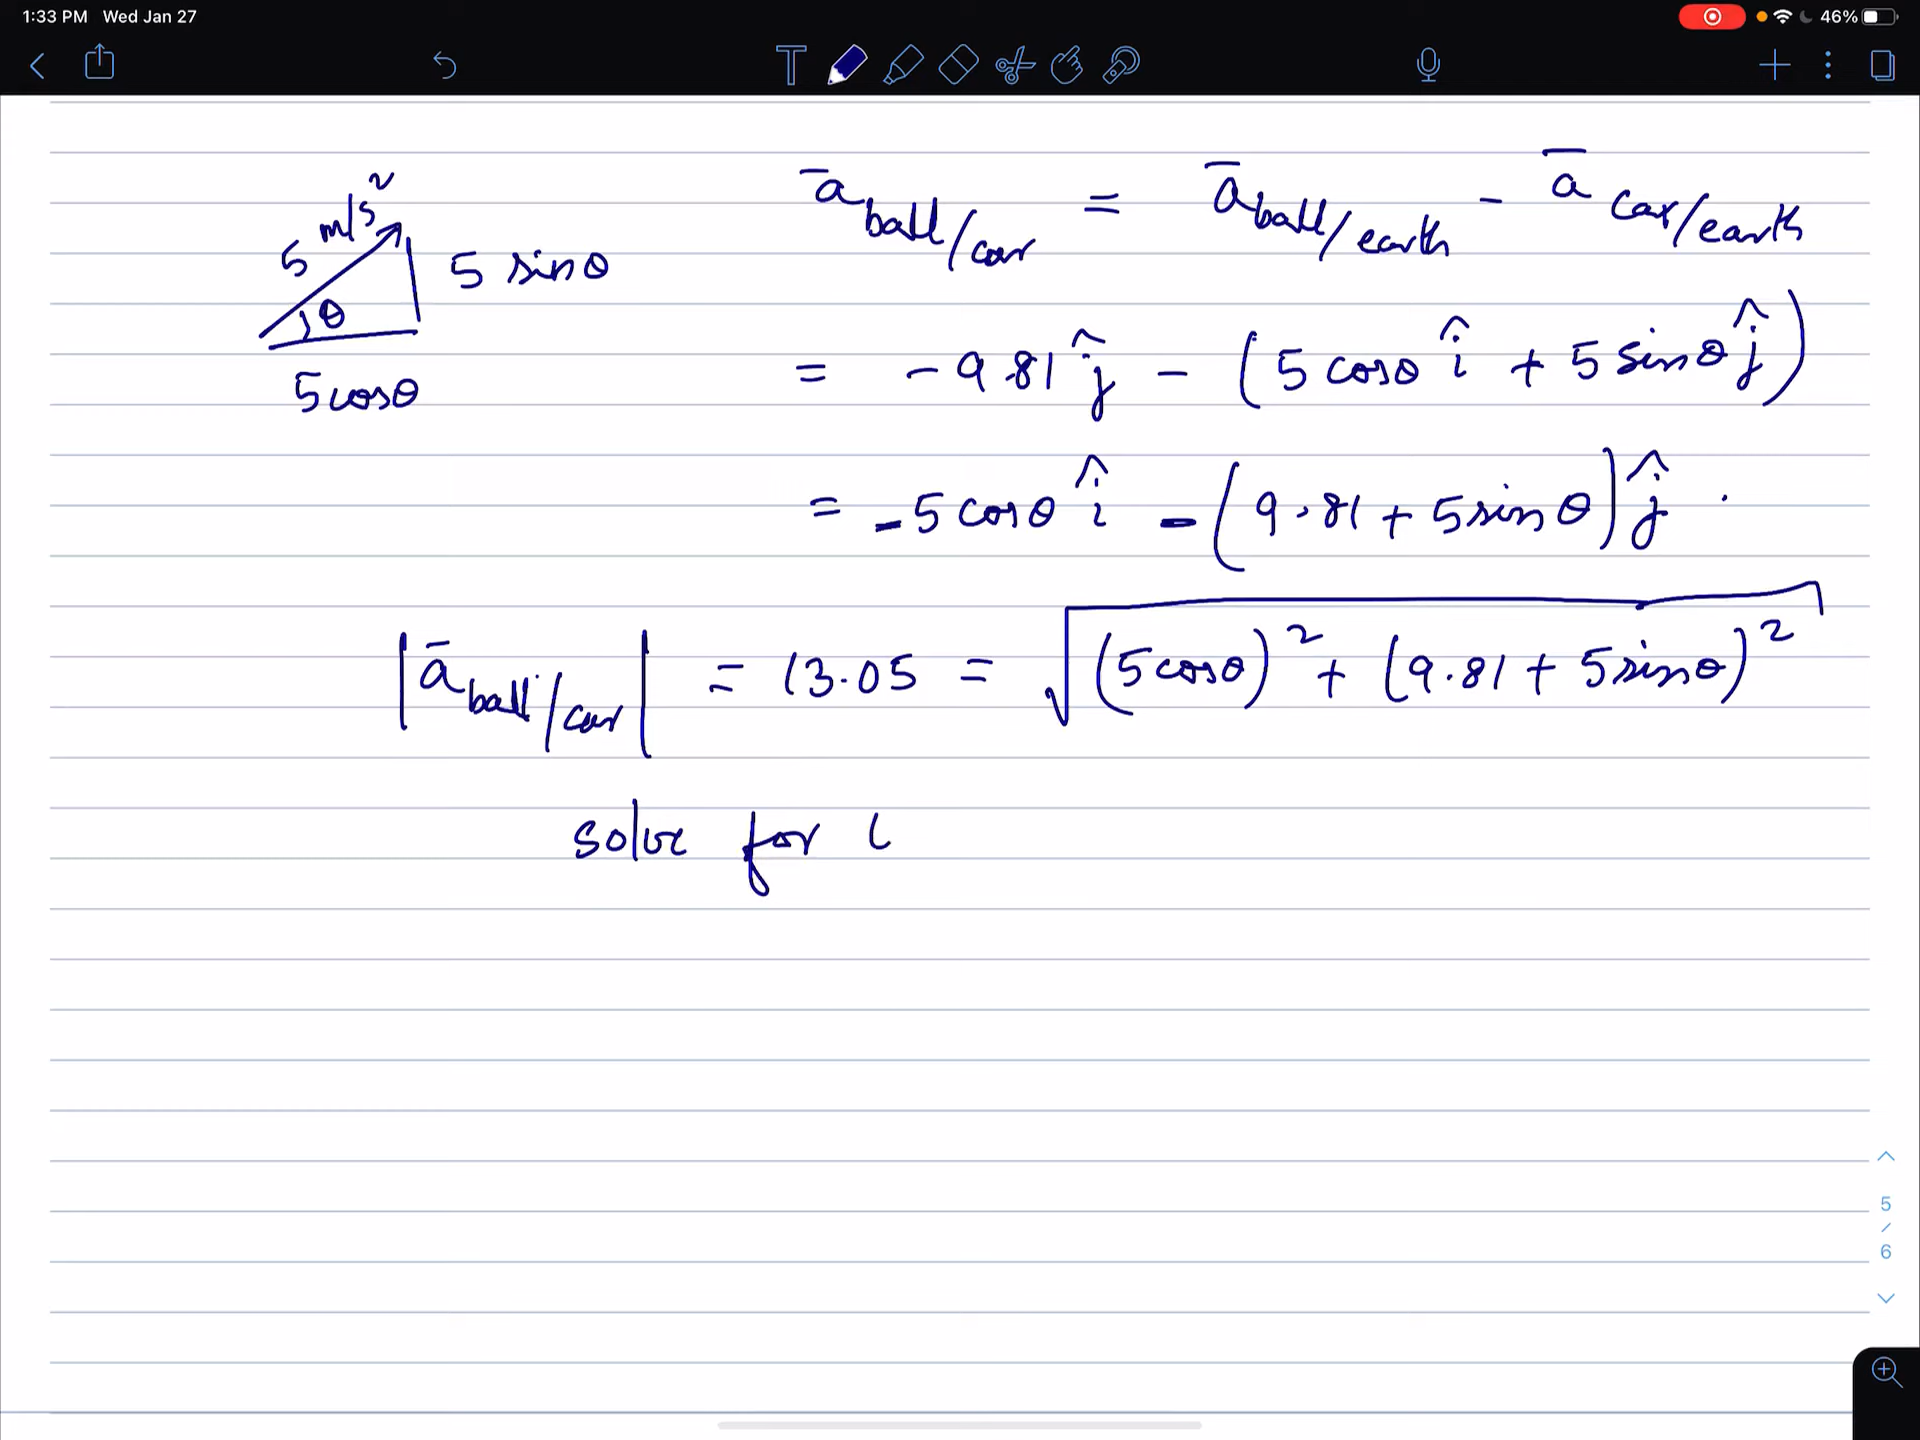 1:33 PM Wed Jan 27
46%
T
5 m/s²
5 sinθ
θ
5cosθ
a̅ ball/car = a̅ ball/earth - a̅ car/earth
= -9.81 ĵ - (5 cosθ î + 5 sinθ ĵ)
= -5 cosθ î - (9.81 + 5 sinθ) ĵ .
|a̅ ball/car| = 13.05 = √((5cosθ)² + (9.81 + 5sinθ)²)
solve for
5
/
6